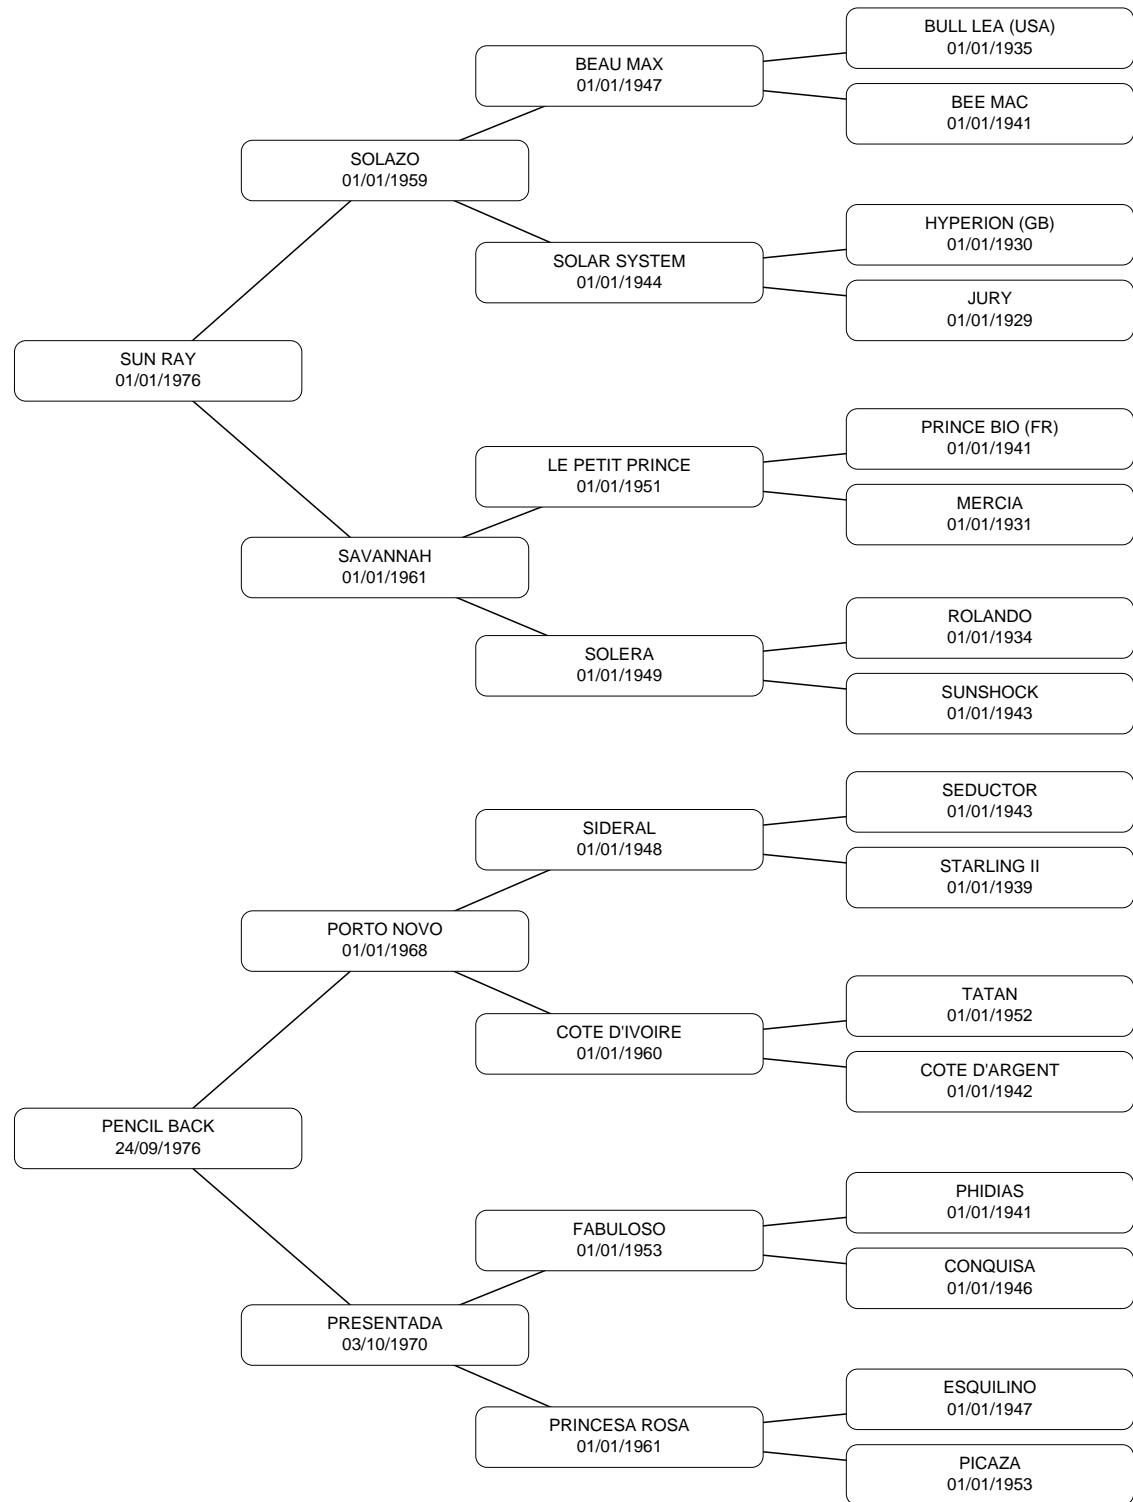 BULL LEA (USA)
01/01/1935
BEAU MAX
01/01/1947
BEE MAC
01/01/1941
SOLAZO
01/01/1959
HYPERION (GB)
01/01/1930
SOLAR SYSTEM
01/01/1944
JURY
01/01/1929
SUN RAY
01/01/1976
PRINCE BIO (FR)
01/01/1941
LE PETIT PRINCE
01/01/1951
MERCIA
01/01/1931
SAVANNAH
01/01/1961
ROLANDO
01/01/1934
SOLERA
01/01/1949
SUNSHOCK
01/01/1943
SEDUCTOR
01/01/1943
SIDERAL
01/01/1948
STARLING II
01/01/1939
PORTO NOVO
01/01/1968
TATAN
01/01/1952
COTE D'IVOIRE
01/01/1960
COTE D'ARGENT
01/01/1942
PENCIL BACK
24/09/1976
PHIDIAS
01/01/1941
FABULOSO
01/01/1953
CONQUISA
01/01/1946
PRESENTADA
03/10/1970
ESQUILINO
01/01/1947
PRINCESA ROSA
01/01/1961
PICAZA
01/01/1953